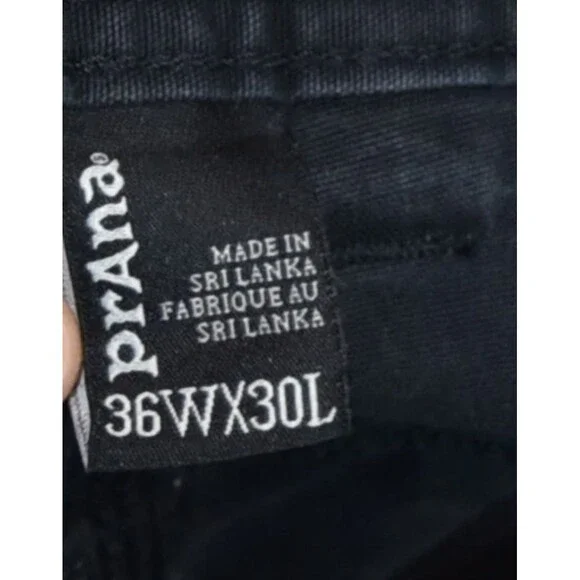 prAna®
MADE IN
SRI LANKA
FABRIQUE AU
SRI LANKA
36WX30L